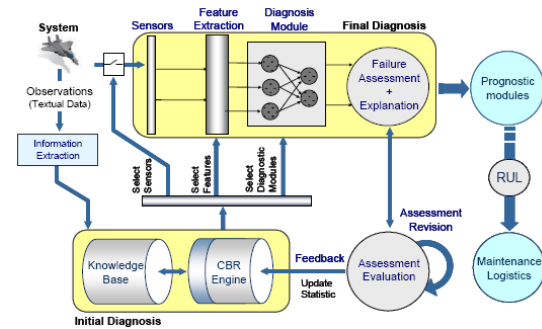 System
Sensors
Feature
Extraction
Diagnosis
Module
Final Diagnosis
Observations
(Textual Data)
Information
Extraction
Failure
Assessment
+
Explanation
Prognostic
modules
RUL
Maintenance
Logistics
Select
Sensors
Select
Features
Select
Diagnostic
Modules
Assessment
Revision
Knowledge
Base
CBR
Engine
Feedback
Update
Statistic
Assessment
Evaluation
Initial Diagnosis